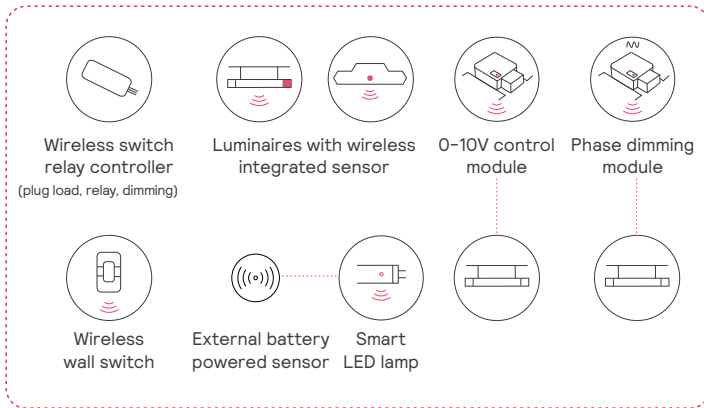 Wireless switch
relay controller
(plug load, relay, dimming)
Luminaires with wireless
integrated sensor
0-10V control
module
Phase dimming
module
Wireless
wall switch
External battery
powered sensor
Smart
LED lamp